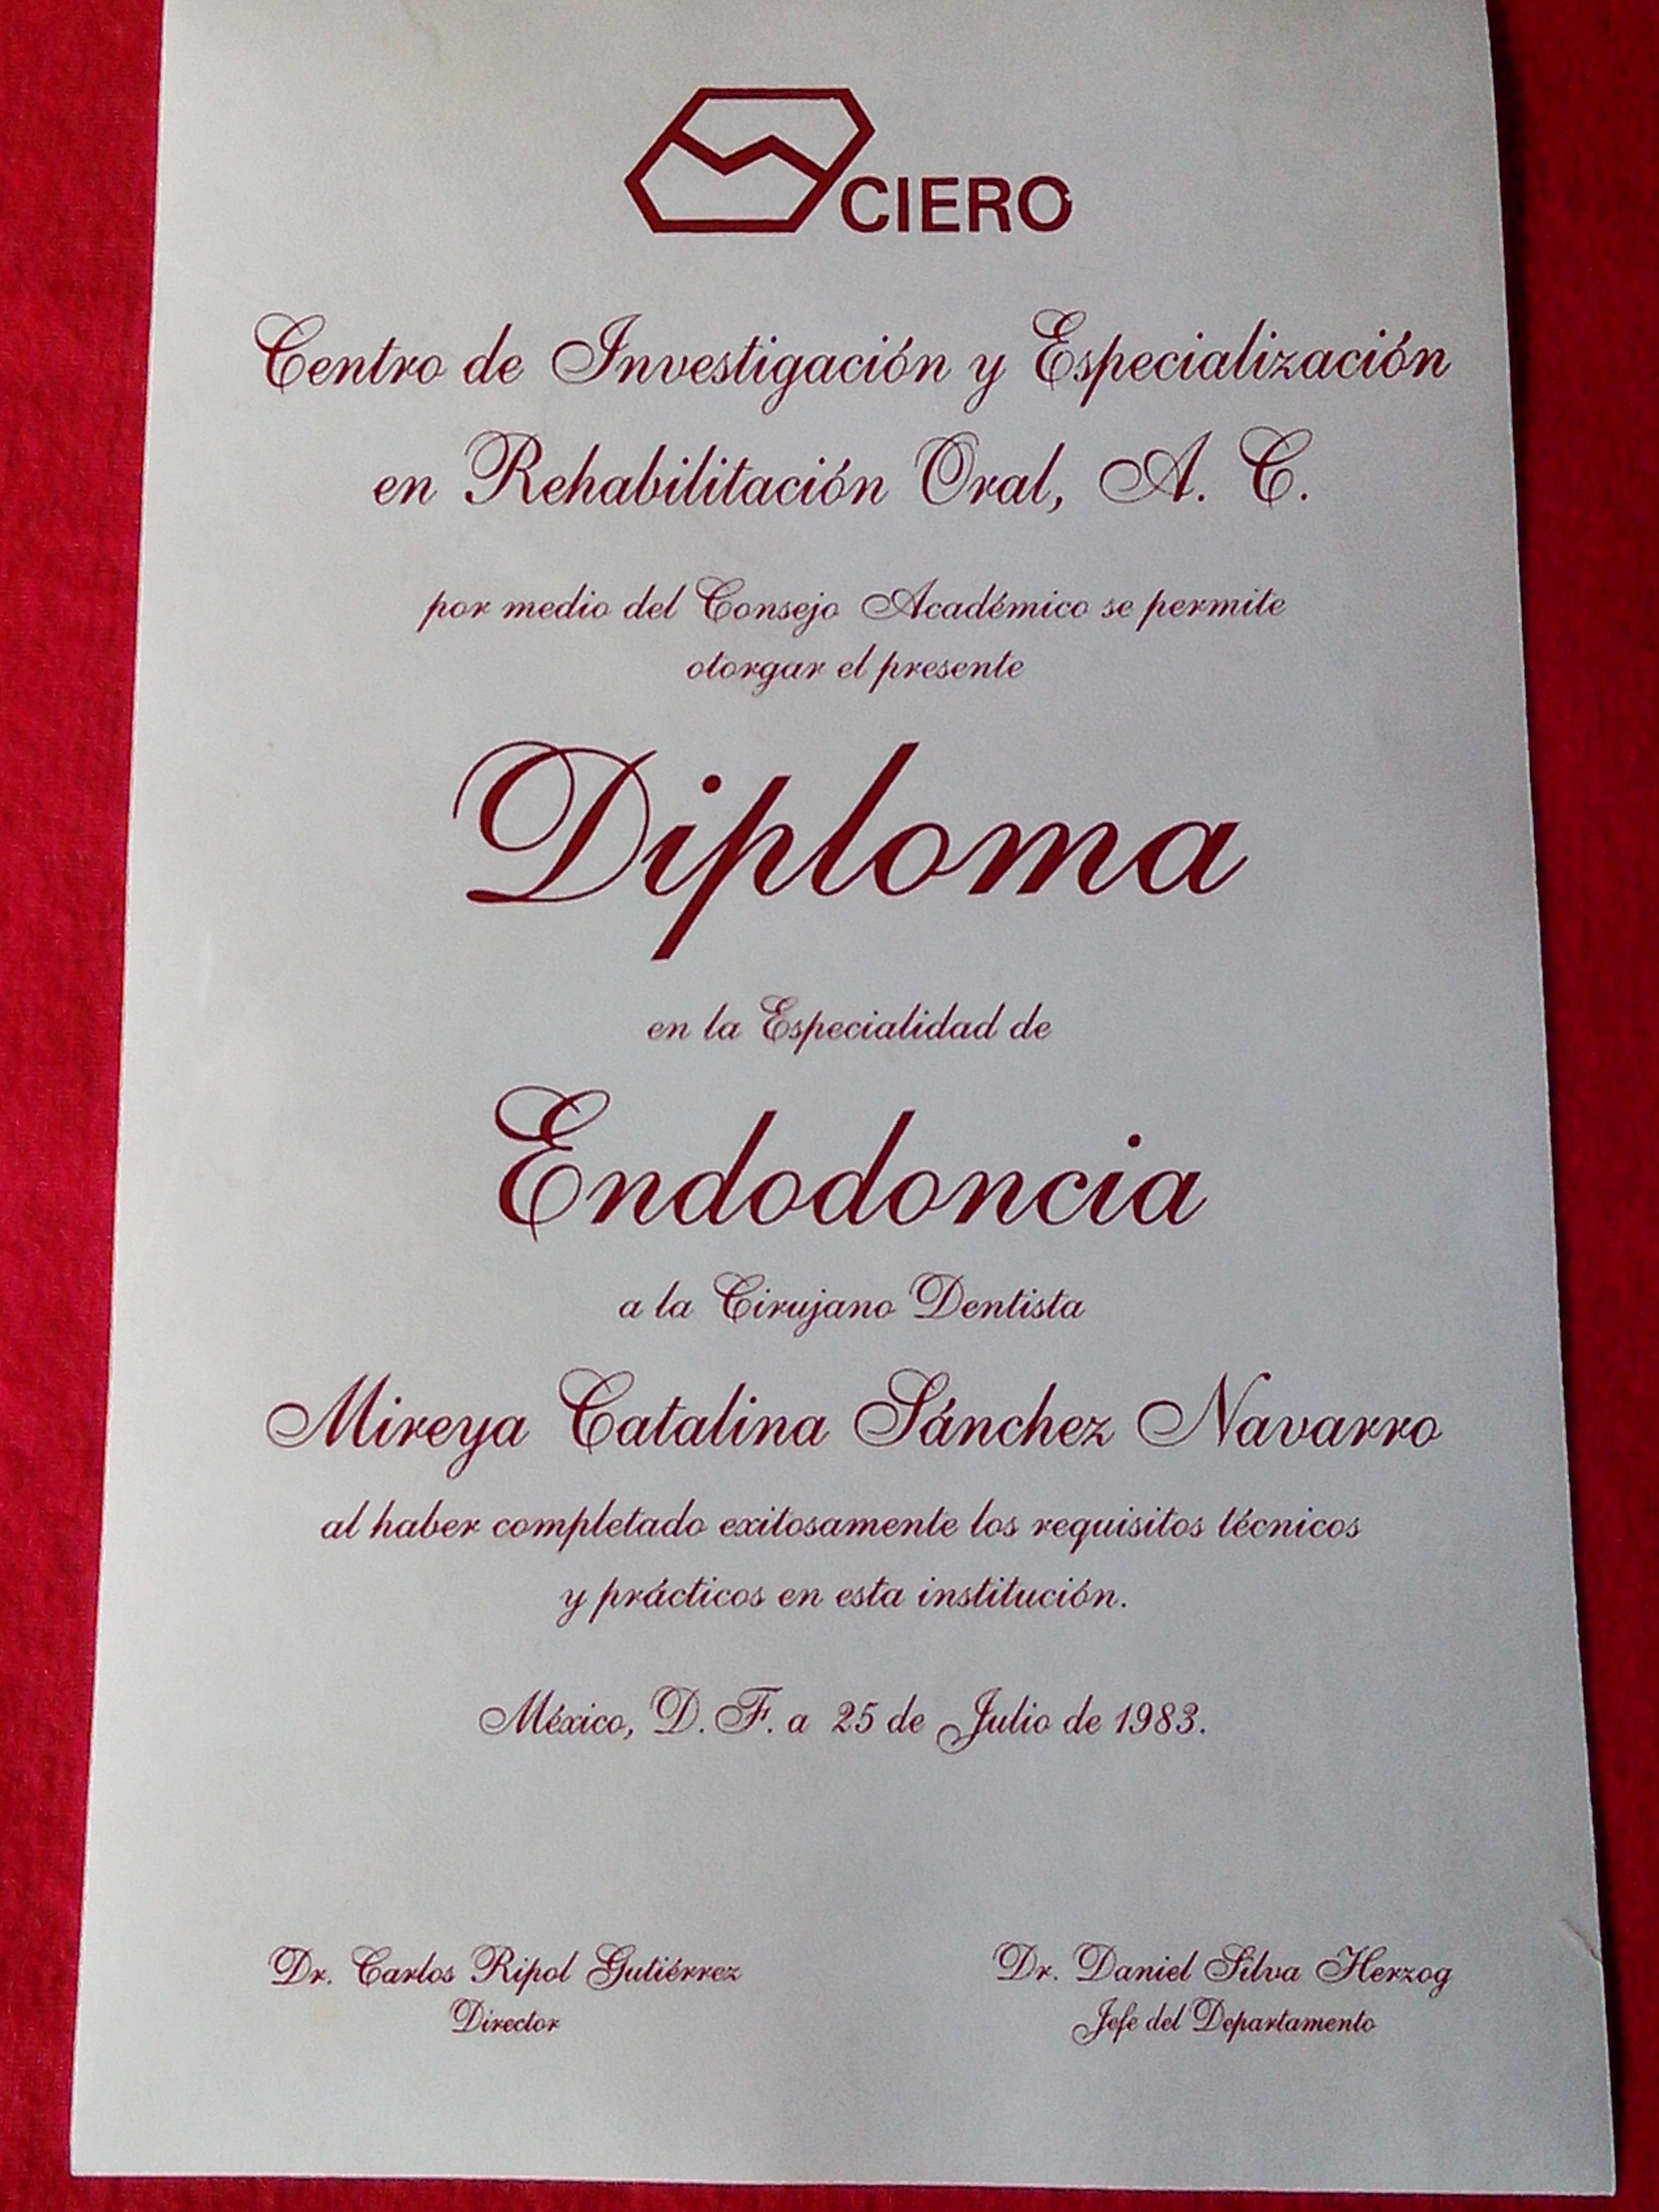 CIERO
Centro de Investigación y Especialización
en Rehabilitación Oral, A. C.
por medio del Consejo Académico se permite
otorgar el presente
Diploma
en la Especialidad de
Endodoncia
a la Cirujano Dentista
Mireya Catalina Sánchez Navarro
al haber completado exitosamente los requisitos técnicos
y prácticos en esta institución.
México, D. F. a 25 de Julio de 1983.
Dr. Carlos Ripol Gutiérrez
Director
Dr. Daniel Silva Herzog
Jefe del Departamento